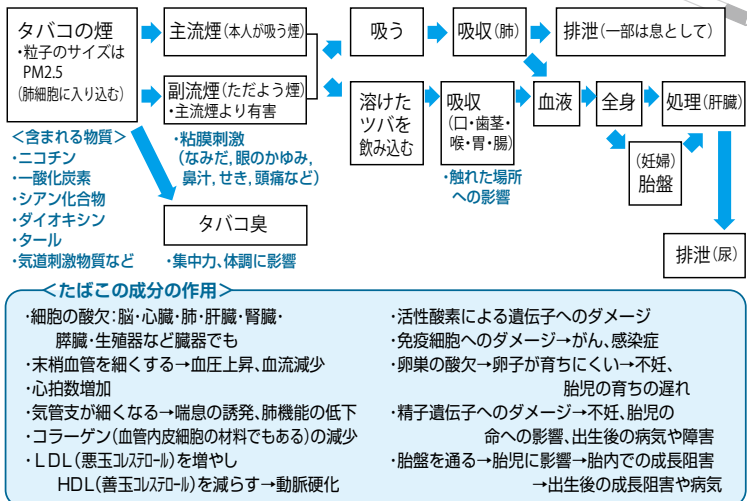 タバコの煙
・粒子のサイズは
PM2.5
(肺細胞に入り込む)
<含まれる物質>
・ニコチン
・一酸化炭素
・シアン化合物
・ダイオキシン
・タール
・気道刺激物質など
主流煙(本人が吸う煙)
副流煙(ただよう煙)
・主流煙より有害
・粘膜刺激
(なみだ,眼のかゆみ,
鼻汁,せき,頭痛など)
タバコ臭
・集中力、体調に影響
吸う
吸収(肺)
排泄(一部は息として)
溶けた
ツバを
飲み込む
吸収
(口・歯茎・
喉・胃・腸)
・触れた場所
への影響
血液
全身
処理(肝臓)
(妊婦)
胎盤
排泄(尿)
<たばこの成分の作用>
・細胞の酸欠:脳・心臓・肺・肝臓・腎臓・
膵臓・生殖器など臓器でも
・末梢血管を細くする→血圧上昇、血流減少
・心拍数増加
・気管支が細くなる→喘息の誘発、肺機能の低下
・コラーゲン(血管内皮細胞の材料でもある)の減少
・LDL(悪玉コレステロール)を増やし
HDL(善玉コレステロール)を減らす→動脈硬化
・活性酸素による遺伝子へのダメージ
・免疫細胞へのダメージ→がん、感染症
・卵巣の酸欠→卵子が育ちにくい→不妊、
胎児の育ちの遅れ
・精子遺伝子へのダメージ→不妊、胎児の
命への影響、出生後の病気や障害
・胎盤を通る→胎児に影響→胎内での成長阻害
→出生後の成長阻害や病気